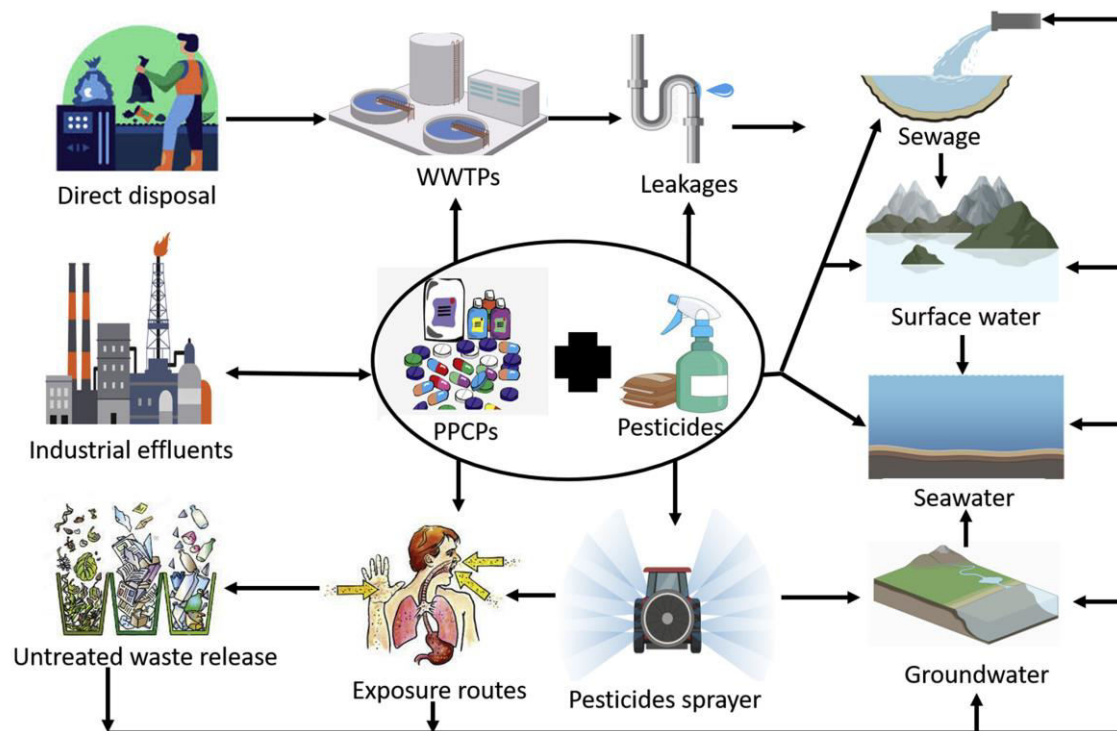 Direct disposal
WWTPs
Leakages
Sewage
Surface water
Industrial effluents
PPCPs
Pesticides
Seawater
Untreated waste release
Exposure routes
Pesticides sprayer
Groundwater